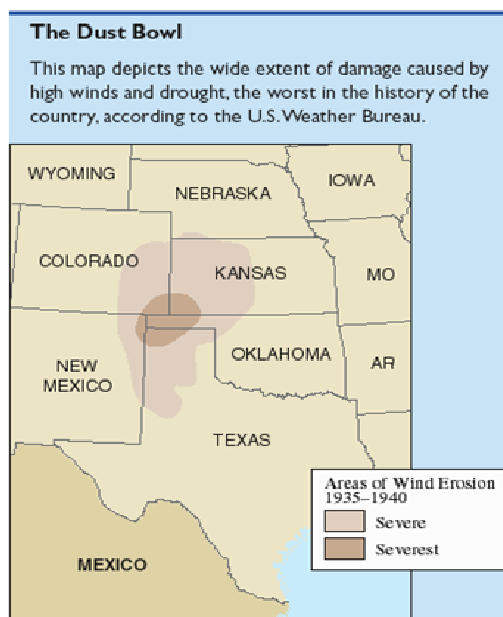 The Dust Bowl
This map depicts the wide extent of damage caused by
high winds and drought, the worst in the history of the
country, according to the U.S. Weather Bureau.
WYOMING
NEBRASKA
IOWA
COLORADO
KANSAS
MO
NEW
MEXICO
OKLAHOMA
AR
TEXAS
MEXICO
Areas of Wind Erosion
1935–1940
Severe
Severest